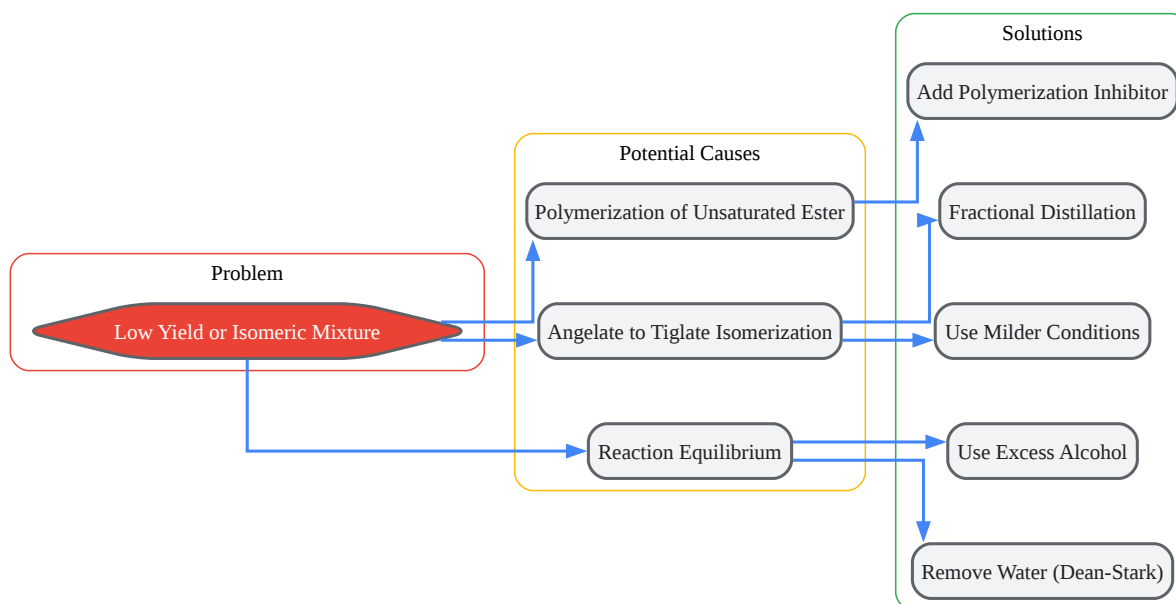 Problem
Low Yield or Isomeric Mixture
Potential Causes
Polymerization of Unsaturated Ester
Angelate to Tiglate Isomerization
Reaction Equilibrium
Solutions
Add Polymerization Inhibitor
Fractional Distillation
Use Milder Conditions
Use Excess Alcohol
Remove Water (Dean-Stark)